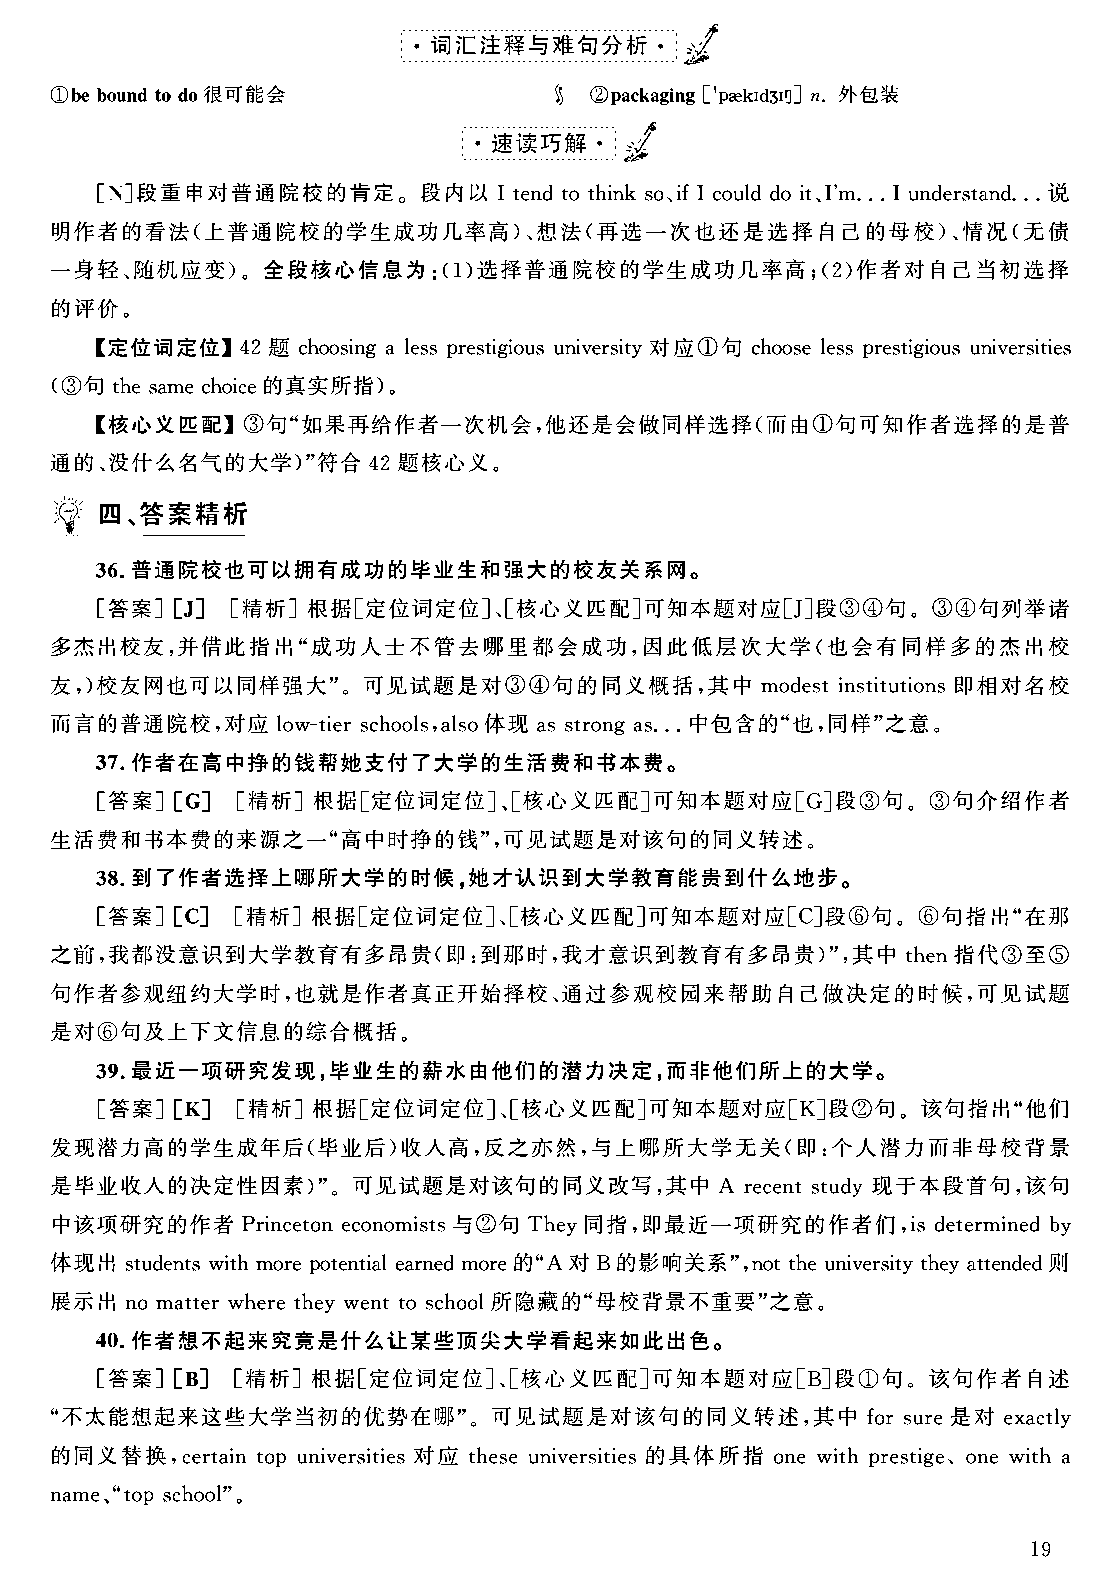 ·词汇注释与难句分析·
①be bound to do 很可能会 ②packaging [ˈpækɪdʒɪŋ] n. 外包装
·速读巧解·
[N]段重申对普通院校的肯定。段内以 I tend to think so、if I could do it、I'm... I understand... 说
明作者的看法(上普通院校的学生成功几率高)、想法(再选一次也还是选择自己的母校)、情况(无债
一身轻、随机应变)。全段核心信息为:(1)选择普通院校的学生成功几率高;(2)作者对自己当初选择
的评价。
【定位词定位】42 题 choosing a less prestigious university 对应①句 choose less prestigious universities
(③句 the same choice 的真实所指)。
【核心义匹配】③句“如果再给作者一次机会,他还是会做同样选择(而由①句可知作者选择的是普
通的、没什么名气的大学)”符合 42 题核心义。
四、答案精析
36. 普通院校也可以拥有成功的毕业生和强大的校友关系网。
[答案][J] [精析] 根据[定位词定位]、[核心义匹配]可知本题对应[J]段③④句。③④句列举诸
多杰出校友,并借此指出“成功人士不管去哪里都会成功,因此低层次大学(也会有同样多的杰出校
友,)校友网也可以同样强大”。可见试题是对③④句的同义概括,其中 modest institutions 即相对名校
而言的普通院校,对应 low-tier schools,also 体现 as strong as... 中包含的“也,同样”之意。
37. 作者在高中挣的钱帮她支付了大学的生活费和书本费。
[答案][G] [精析] 根据[定位词定位]、[核心义匹配]可知本题对应[G]段③句。③句介绍作者
生活费和书本费的来源之一“高中时挣的钱”,可见试题是对该句的同义转述。
38. 到了作者选择上哪所大学的时候,她才认识到大学教育能贵到什么地步。
[答案][C] [精析] 根据[定位词定位]、[核心义匹配]可知本题对应[C]段⑥句。⑥句指出“在那
之前,我都没意识到大学教育有多昂贵(即:到那时,我才意识到教育有多昂贵)”,其中 then 指代③至⑤
句作者参观纽约大学时,也就是作者真正开始择校、通过参观校园来帮助自己做决定的时候,可见试题
是对⑥句及上下文信息的综合概括。
39. 最近一项研究发现,毕业生的薪水由他们的潜力决定,而非他们所上的大学。
[答案][K] [精析] 根据[定位词定位]、[核心义匹配]可知本题对应[K]段②句。该句指出“他们
发现潜力高的学生成年后(毕业后)收人高,反之亦然,与上哪所大学无关(即:个人潜力而非母校背景
是毕业收人的决定性因素)”。可见试题是对该句的同义改写,其中 A recent study 现于本段首句,该句
中该项研究的作者 Princeton economists 与②句 They 同指,即最近一项研究的作者们,is determined by
体现出 students with more potential earned more 的“A 对 B 的影响关系”,not the university they attended 则
展示出 no matter where they went to school 所隐藏的“母校背景不重要”之意。
40. 作者想不起来究竟是什么让某些顶尖大学看起来如此出色。
[答案][B] [精析] 根据[定位词定位]、[核心义匹配]可知本题对应[B]段①句。该句作者自述
“不太能想起来这些大学当初的优势在哪”。可见试题是对该句的同义转述,其中 for sure 是对 exactly
的同义替换,certain top universities 对应 these universities 的具体所指 one with prestige、one with a
name、“top school”。
19